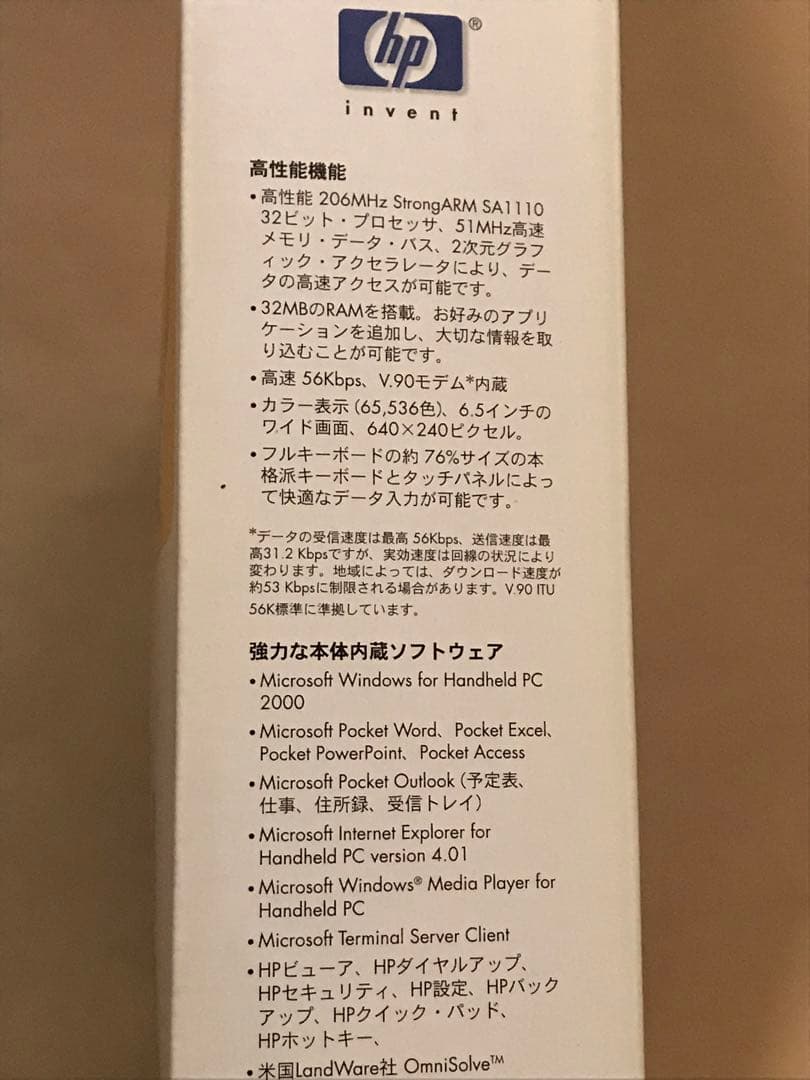 hp®
invent
高性能機能
•高性能 206MHz StrongARM SA1110
32ビット・プロセッサ、51MHz高速
メモリ・データ・バス、2次元グラフ
ィック・アクセラレータにより、デー
タの高速アクセスが可能です。
•32MBのRAMを搭載。お好みのアプリ
ケーションを追加し、大切な情報を取
り込むことが可能です。
•高速 56Kbps、V.90モデム*内蔵
•カラー表示(65,536色)、6.5インチの
ワイド画面、640×240ピクセル。
•フルキーボードの約 76%サイズの本
格派キーボードとタッチパネルによっ
て快適なデータ入力が可能です。
*データの受信速度は最高 56Kbps、送信速度は最
高31.2 Kbpsですが、実効速度は回線の状況により
変わります。地域によっては、ダウンロード速度が
約53 Kbpsに制限される場合があります。V.90 ITU
56K標準に準拠しています。
強力な本体内蔵ソフトウェア
•Microsoft Windows for Handheld PC
2000
•Microsoft Pocket Word、Pocket Excel、
Pocket PowerPoint、Pocket Access
•Microsoft Pocket Outlook(予定表、
仕事、住所録、受信トレイ)
•Microsoft Internet Explorer for
Handheld PC version 4.01
•Microsoft Windows® Media Player for
Handheld PC
•Microsoft Terminal Server Client
•HPビューア、HPダイヤルアップ、
HPセキュリティ、HP設定、HPバック
アップ、HPクイック・パッド、
HPホットキー、
•米国LandWare社 OmniSolve™